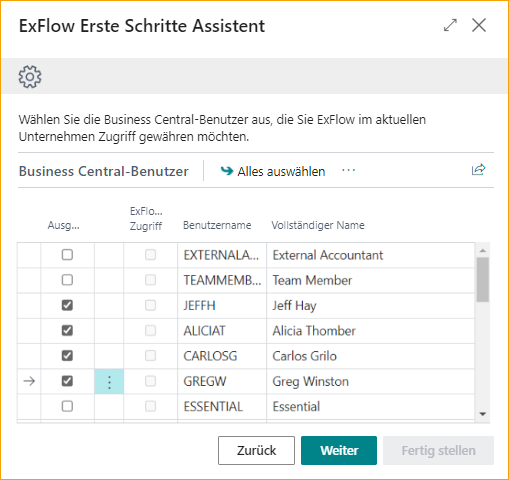 ExFlow Erste Schritte Assistent
Wählen Sie die Business Central-Benutzer aus, die Sie ExFlow im aktuellen
Unternehmen Zugriff gewähren möchten.
Business Central-Benutzer Alles auswählen ...
Ausg... ExFlo... Zugriff Benutzername Vollständiger Name
EXTERNALA... External Accountant
TEAMMEMB... Team Member
JEFFH Jeff Hay
ALICIAT Alicia Thomber
CARLOSG Carlos Grilo
GREGW Greg Winston
ESSENTIAL Essential
Zurück Weiter Fertig stellen